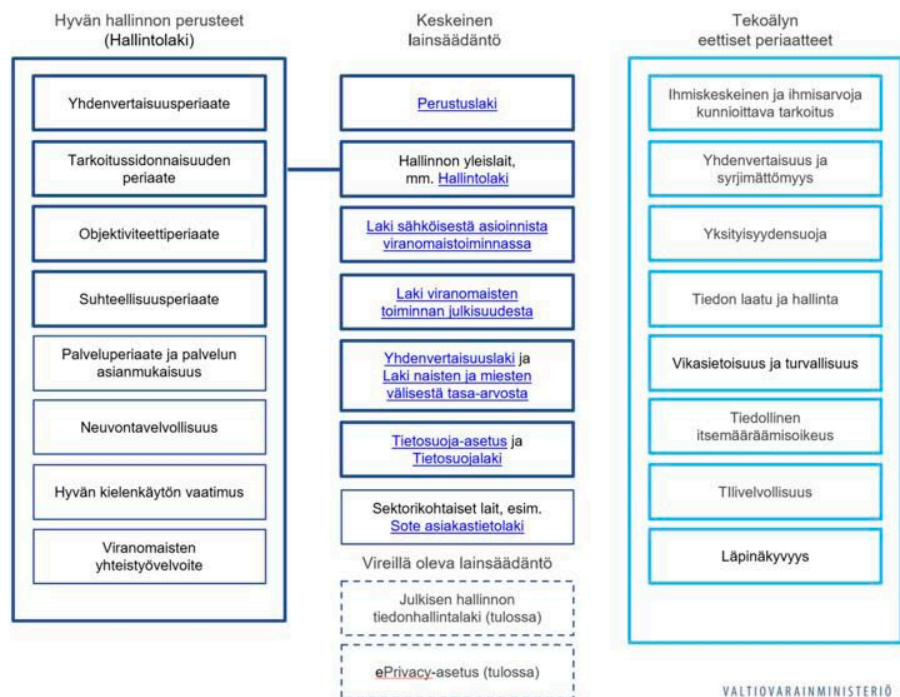 Hyvän hallinnon perusteet
(Hallintolaki)
Yhdenvertaisuusperiaate
Tarkoitussidonnaisuuden
periaate
Objektiviteettiperiaate
Suhteellisuusperiaate
Palveluperiaate ja palvelun
asianmukaisuus
Neuvontavelvollisuus
Hyvän kielenkäytön vaatimus
Viranomaisten
yhteistyövelvoite
Keskeinen
lainsäädäntö
Perustuslaki
Hallinnon yleislait,
mm. Hallintolaki
Laki sähköisestä asioinnista
viranomaistoiminnassa
Laki viranomaisten
toiminnan julkisuudesta
Yhdenvertaisuuslaki ja
Laki naisten ja miesten
välisestä tasa-arvosta
Tietosuoja-asetus ja
Tietosuojalaki
Sektorikohtaiset lait, esim.
Sote asiakastietolaki
Vireillä oleva lainsäädäntö
Julkisen hallinnon
tiedonhallintalaki (tulossa)
ePrivacy-asetus (tulossa)
Tekoälyn
eettiset periaatteet
Ihmiskeskeinen ja ihmisarvoja
kunnioittava tarkoitus
Yhdenvertaisuus ja
syrjimättömyys
Yksityisyydensuoja
Tiedon laatu ja hallinta
Vikasietoisuus ja turvallisuus
Tiedollinen
itsemääräämisoikeus
TIlivelvollisuus
Läpinäkyvyys
VALTIOVARAINMINISTERIÖ